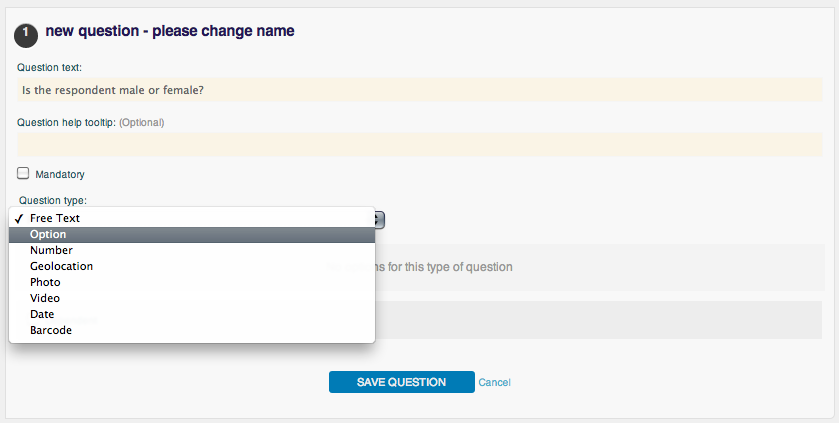 1 new question - please change name
Question text:
Is the respondent male or female?
Question help tooltip: (Optional)
Mandatory
Question type:
✓ Free Text
Option
Number
Geolocation
Photo
Video
Date
Barcode
for this type of question
SAVE QUESTION Cancel